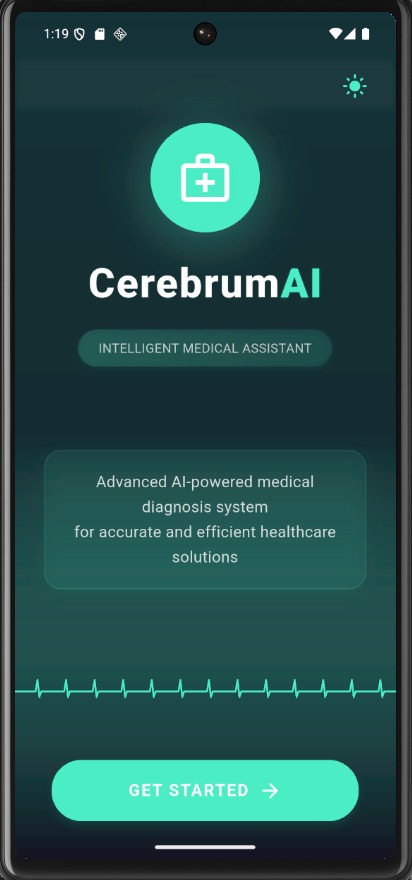 1:19
CerebrumAI
INTELLIGENT MEDICAL ASSISTANT
Advanced AI-powered medical
diagnosis system
for accurate and efficient healthcare
solutions
GET STARTED